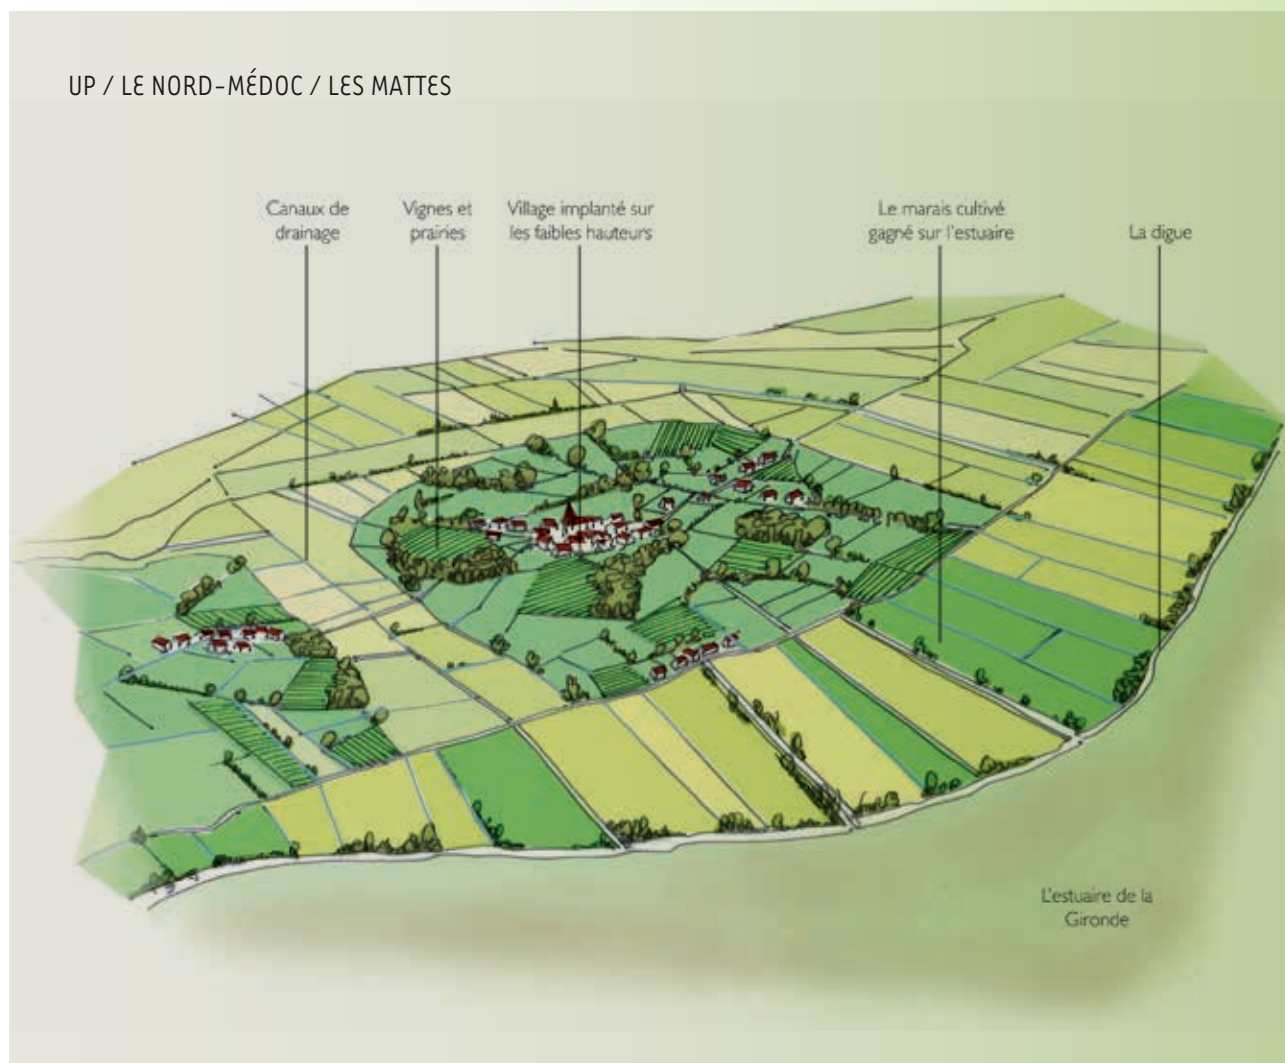 UP / LE NORD-MÉDOC / LES MATTES
Canaux de
drainage
Vignes et
prairies
Village implanté sur
les faibles hauteurs
Le marais cultivé
gagné sur l'estuaire
La digue
L'estuaire de la
Gironde